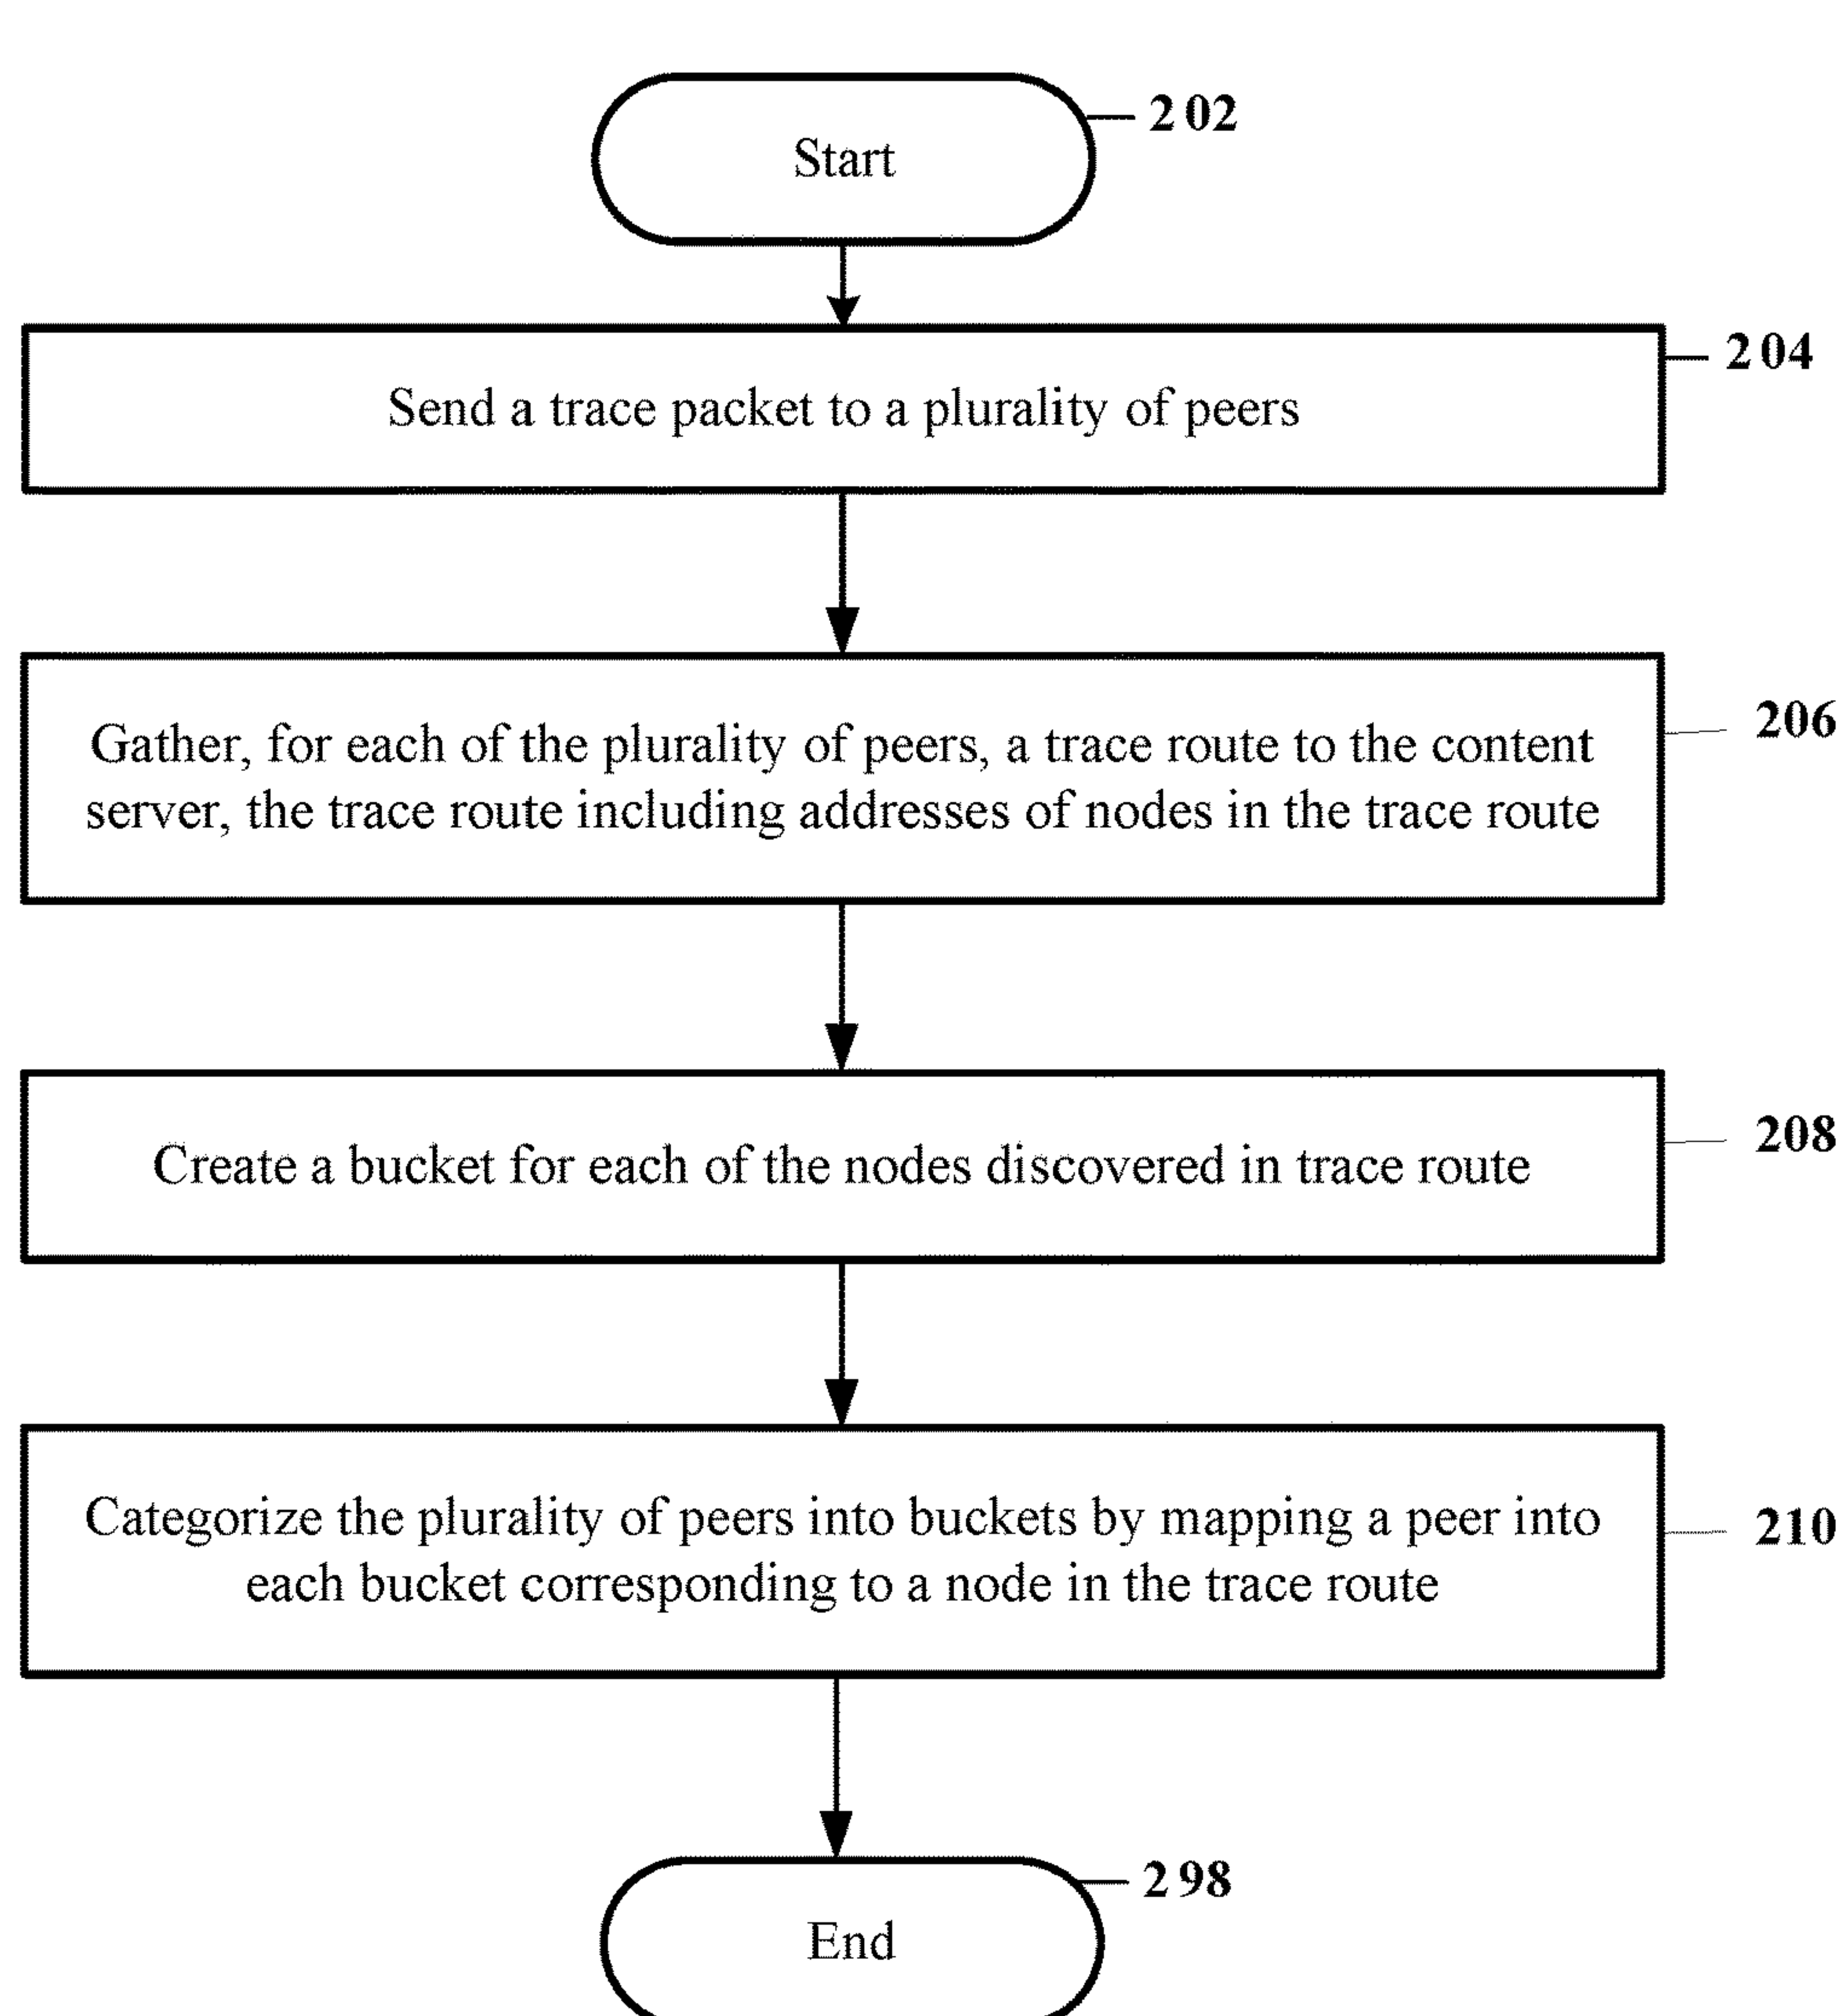 202
Start
204
Send a trace packet to a plurality of peers
206
Gather, for each of the plurality of peers, a trace route to the content
server, the trace route including addresses of nodes in the trace route
208
Create a bucket for each of the nodes discovered in trace route
210
Categorize the plurality of peers into buckets by mapping a peer into
each bucket corresponding to a node in the trace route
298
End